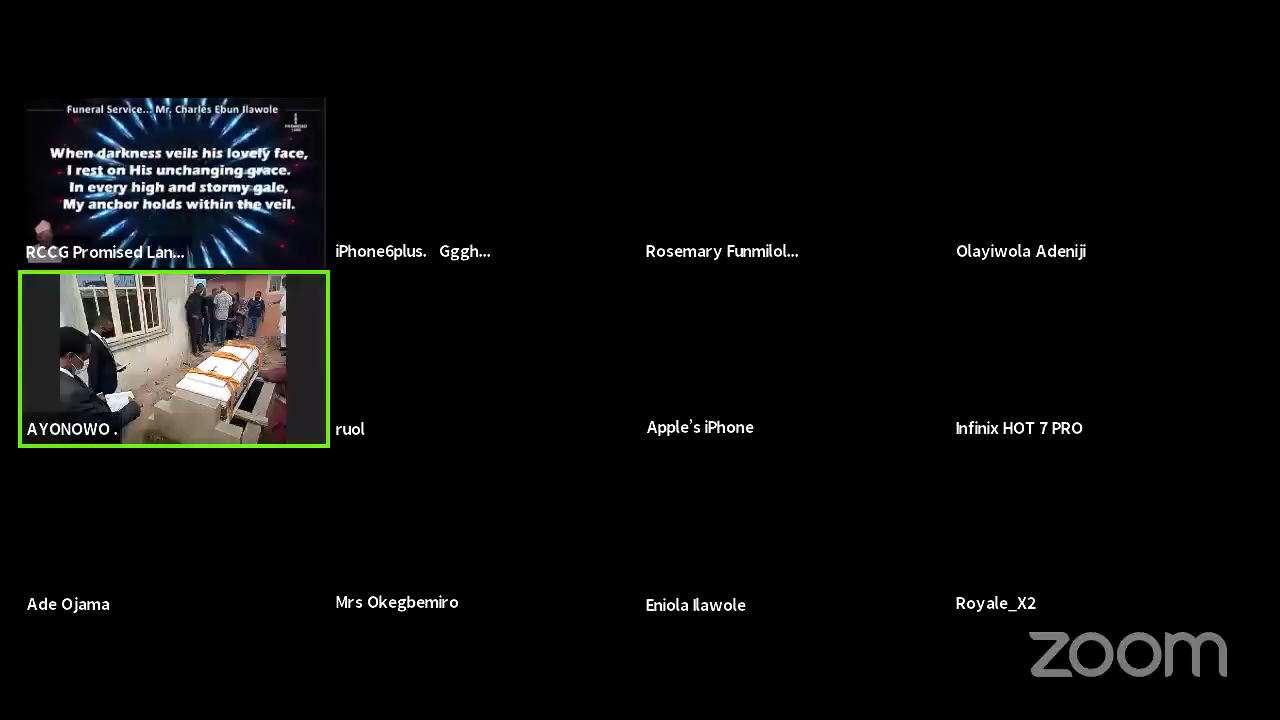 Funeral Service... Mr. Charles Ebun Ilawole
PROMISED
LAND
When darkness veils his lovely face,
I rest on His unchanging grace.
In every high and stormy gale,
My anchor holds within the veil.
RCCG Promised Lan...
iPhone6plus. Gggh...
Rosemary Funmilol...
Olayiwola Adeniji
AYONOWO .
ruol
Apple's iPhone
Infinix HOT 7 PRO
Ade Ojama
Mrs Okegbemiro
Eniola Ilawole
Royale_X2
zoom